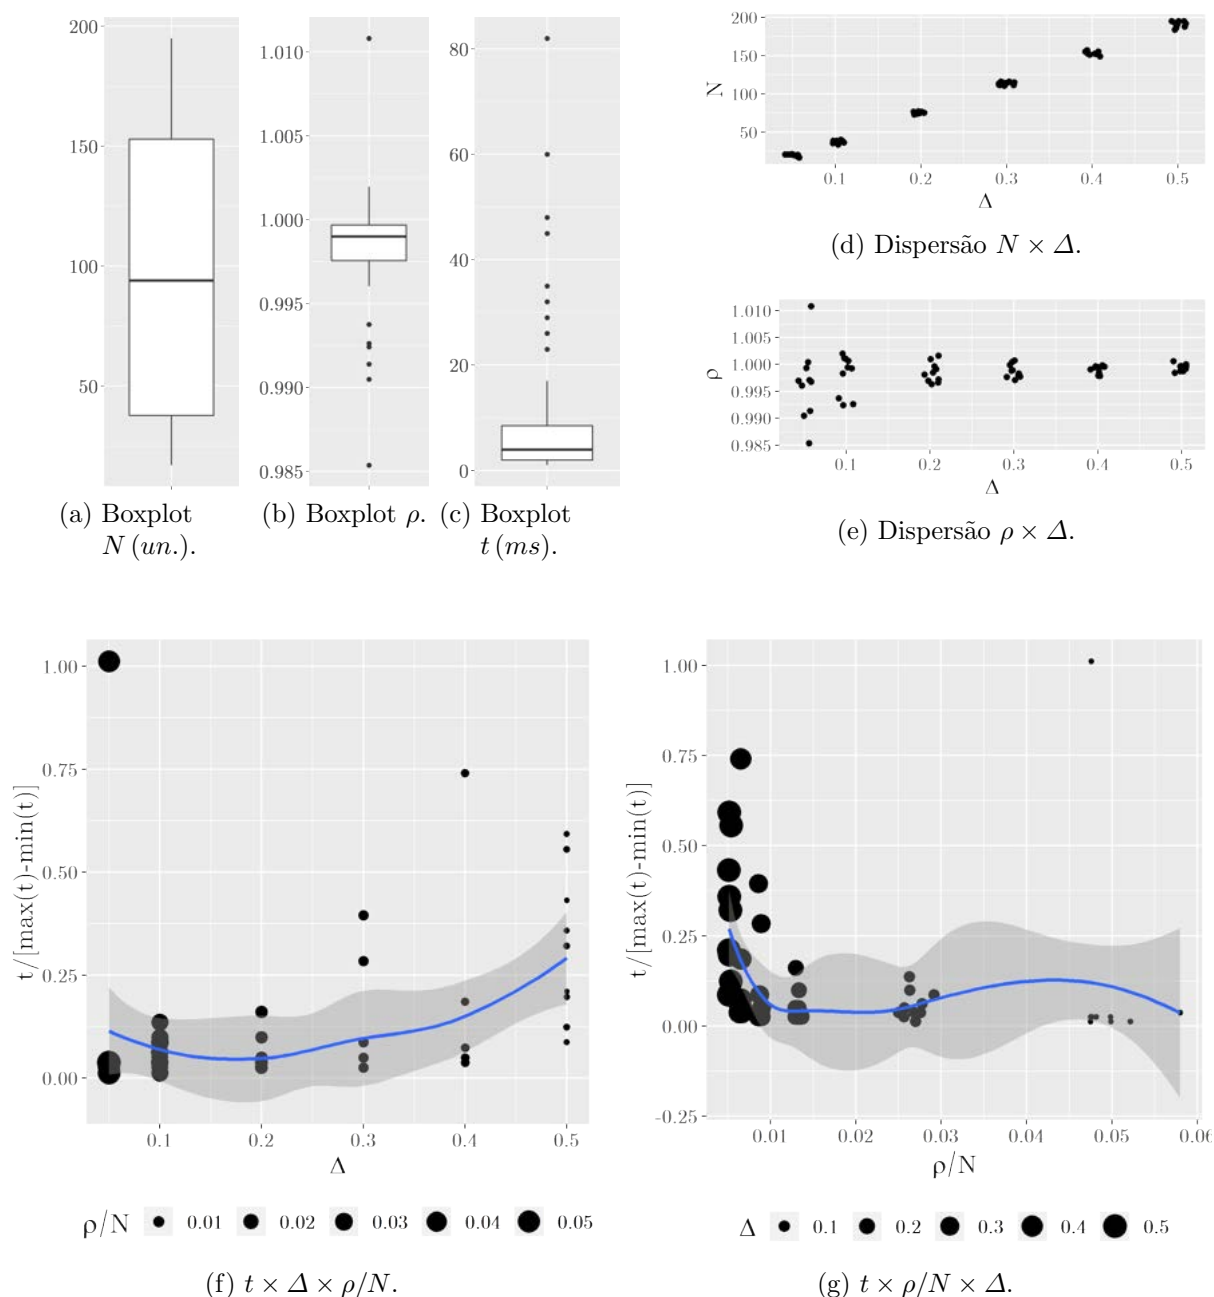 200
150
100
50
1.010
1.005
1.000
0.995
0.990
0.985
80
60
40
20
0
(a) Boxplot
N (un.).
(b) Boxplot ρ.
(c) Boxplot
t (ms).
N
200
150
100
50
0.1 0.2 0.3 0.4 0.5
Δ
(d) Dispersão N × Δ.
ρ
1.010
1.005
1.000
0.995
0.990
0.985
0.1 0.2 0.3 0.4 0.5
Δ
(e) Dispersão ρ × Δ.
t/[max(t)-min(t)]
1.00
0.75
0.50
0.25
0.00
0.1 0.2 0.3 0.4 0.5
Δ
ρ/N 0.01 0.02 0.03 0.04 0.05
(f) t × Δ × ρ/N.
t/[max(t)-min(t)]
1.00
0.75
0.50
0.25
0.00
-0.25
0.01 0.02 0.03 0.04 0.05 0.06
ρ/N
Δ 0.1 0.2 0.3 0.4 0.5
(g) t × ρ/N × Δ.